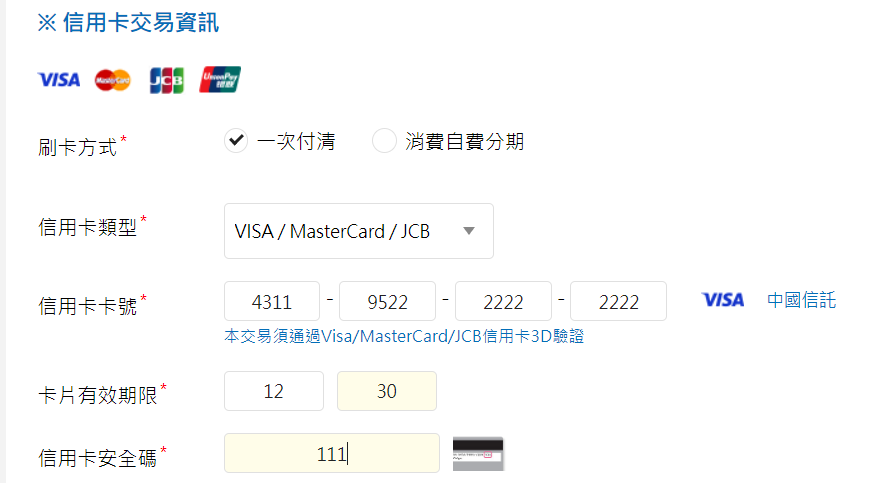 ※ 信用卡交易資訊
VISA MasterCard JCB UnionPay 银联
刷卡方式* 一次付清 消費自費分期
信用卡類型* VISA / MasterCard / JCB
信用卡卡號* 4311 - 9522 - 2222 - 2222 VISA 中國信託
本交易須通過Visa/MasterCard/JCB信用卡3D驗證
卡片有效期限* 12 30
信用卡安全碼* 111